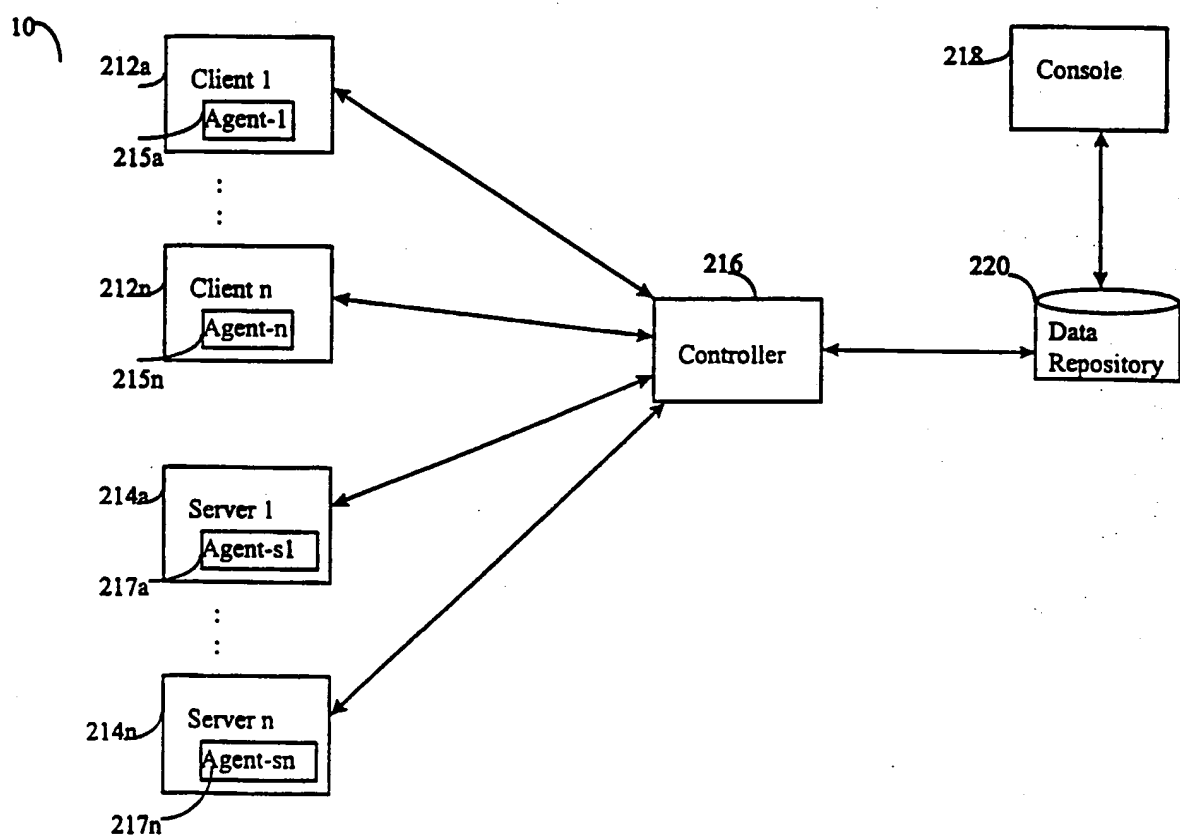 10
212a
Client 1
Agent-1
215a
218
Console
212n
Client n
Agent-n
215n
216
Controller
220
Data
Repository
214a
Server 1
Agent-s1
217a
214n
Server n
Agent-sn
217n